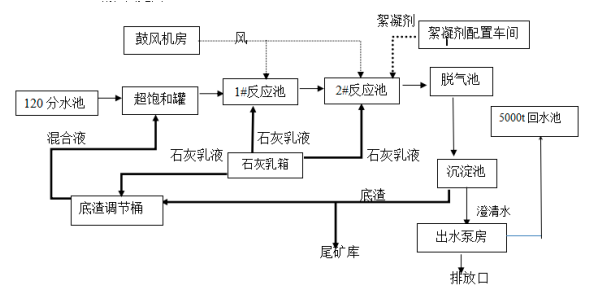 絮凝剂
鼓风机房
风
絮凝剂配置车间
120分水池
超饱和罐
1#反应池
2#反应池
脱气池
5000t回水池
混合液
石灰乳液
石灰乳液
石灰乳箱
石灰乳液
沉淀池
底渣调节桶
底渣
澄清水
出水泵房
尾矿库
排放口